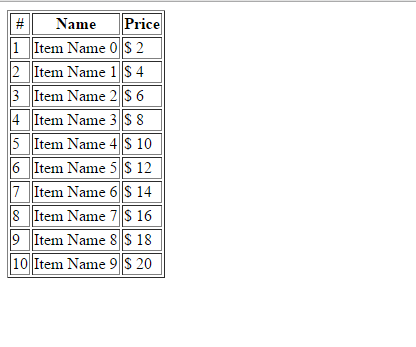 # Name Price
1 Item Name 0 $ 2
2 Item Name 1 $ 4
3 Item Name 2 $ 6
4 Item Name 3 $ 8
5 Item Name 4 $ 10
6 Item Name 5 $ 12
7 Item Name 6 $ 14
8 Item Name 7 $ 16
9 Item Name 8 $ 18
10 Item Name 9 $ 20